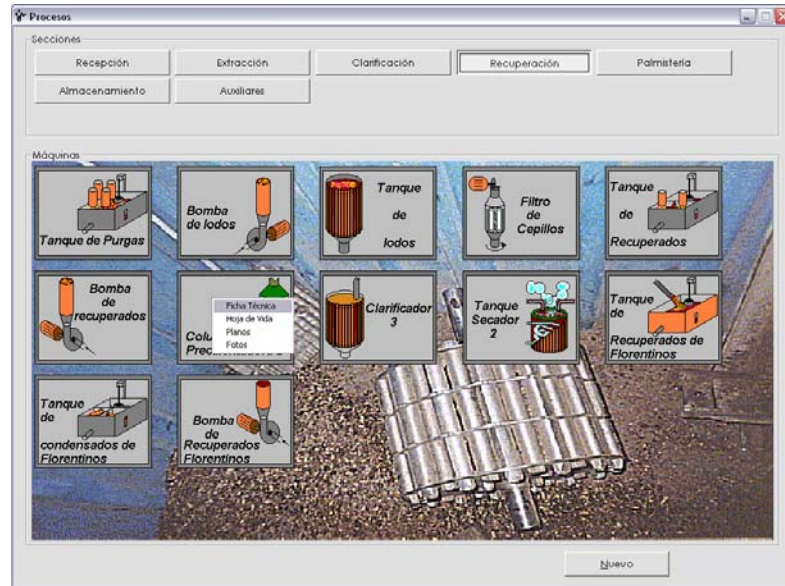 Procesos
Secciones
Recepción
Extracción
Clarificación
Recuperación
Palmistería
Almacenamiento
Auxiliares
Máquinas
Tanque de Purgas
Bomba
de lodos
Tanque
de
lodos
Filtro
de
Cepillos
Tanque
de
Recuperados
Bomba
de
recuperados
Ficha Técnica
Hoja de Vida
Planos
Fotos
Clarificador
3
Tanque
Secador
2
Tanque
de
Recuperados de
Florentinos
Tanque
de
condensados de
Florentinos
Bomba
de
Recuperados
Florentinos
Nuevo